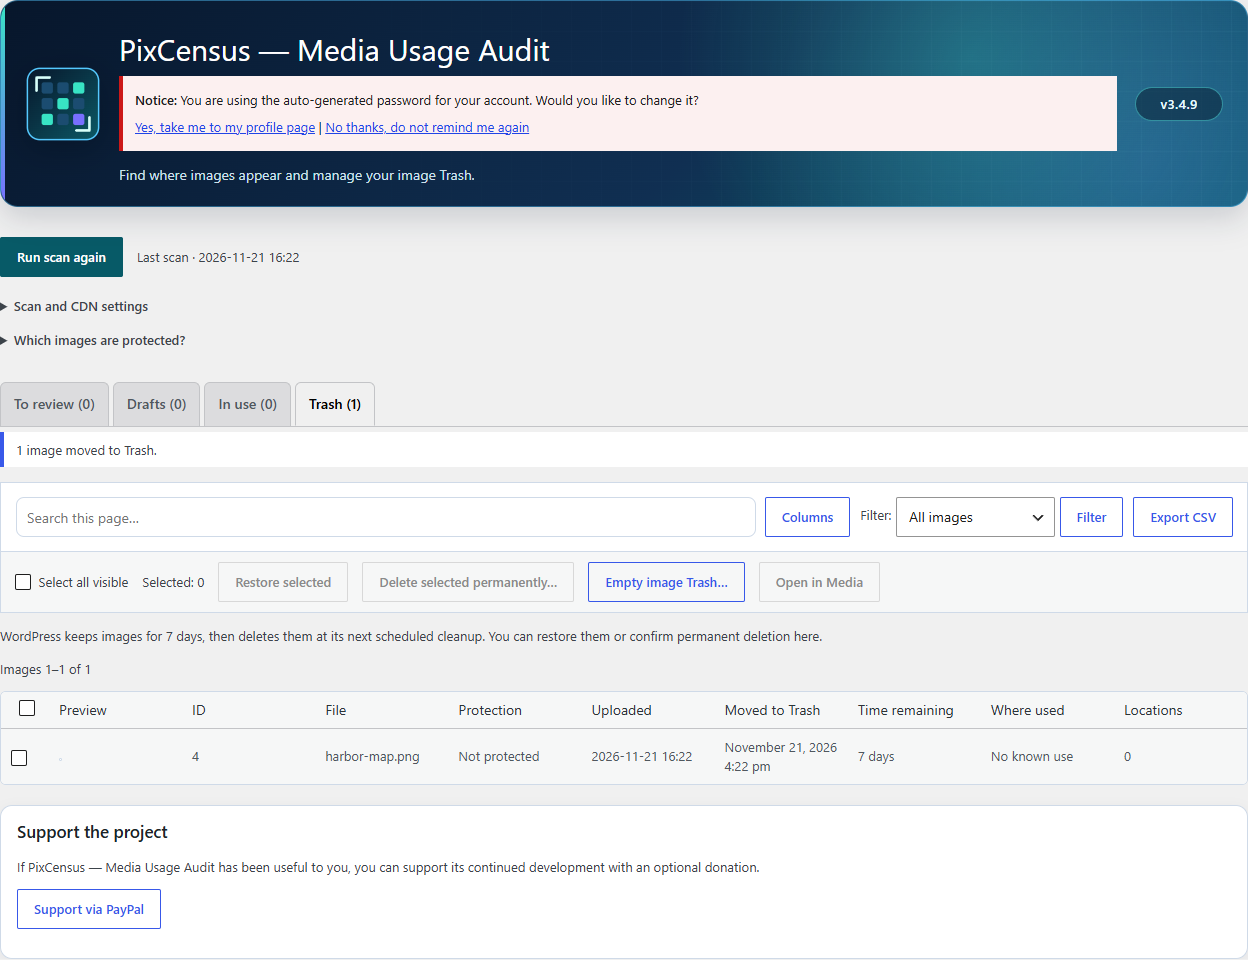 PixCensus — Media Usage Audit
Notice: You are using the auto-generated password for your account. Would you like to change it?
Yes, take me to my profile page | No thanks, do not remind me again
v3.4.9
Find where images appear and manage your image Trash.
Run scan again
Last scan · 2026-11-21 16:22
Scan and CDN settings
Which images are protected?
To review (0)
Drafts (0)
In use (0)
Trash (1)
1 image moved to Trash.
Search this page...
Columns
Filter:
All images
Filter
Export CSV
Select all visible
Selected: 0
Restore selected
Delete selected permanently...
Empty image Trash...
Open in Media
WordPress keeps images for 7 days, then deletes them at its next scheduled cleanup. You can restore them or confirm permanent deletion here.
Images 1–1 of 1
Preview ID File Protection Uploaded Moved to Trash Time remaining Where used Locations
4 harbor-map.png Not protected 2026-11-21 16:22 November 21, 2026 4:22 pm 7 days No known use 0
Support the project
If PixCensus — Media Usage Audit has been useful to you, you can support its continued development with an optional donation.
Support via PayPal